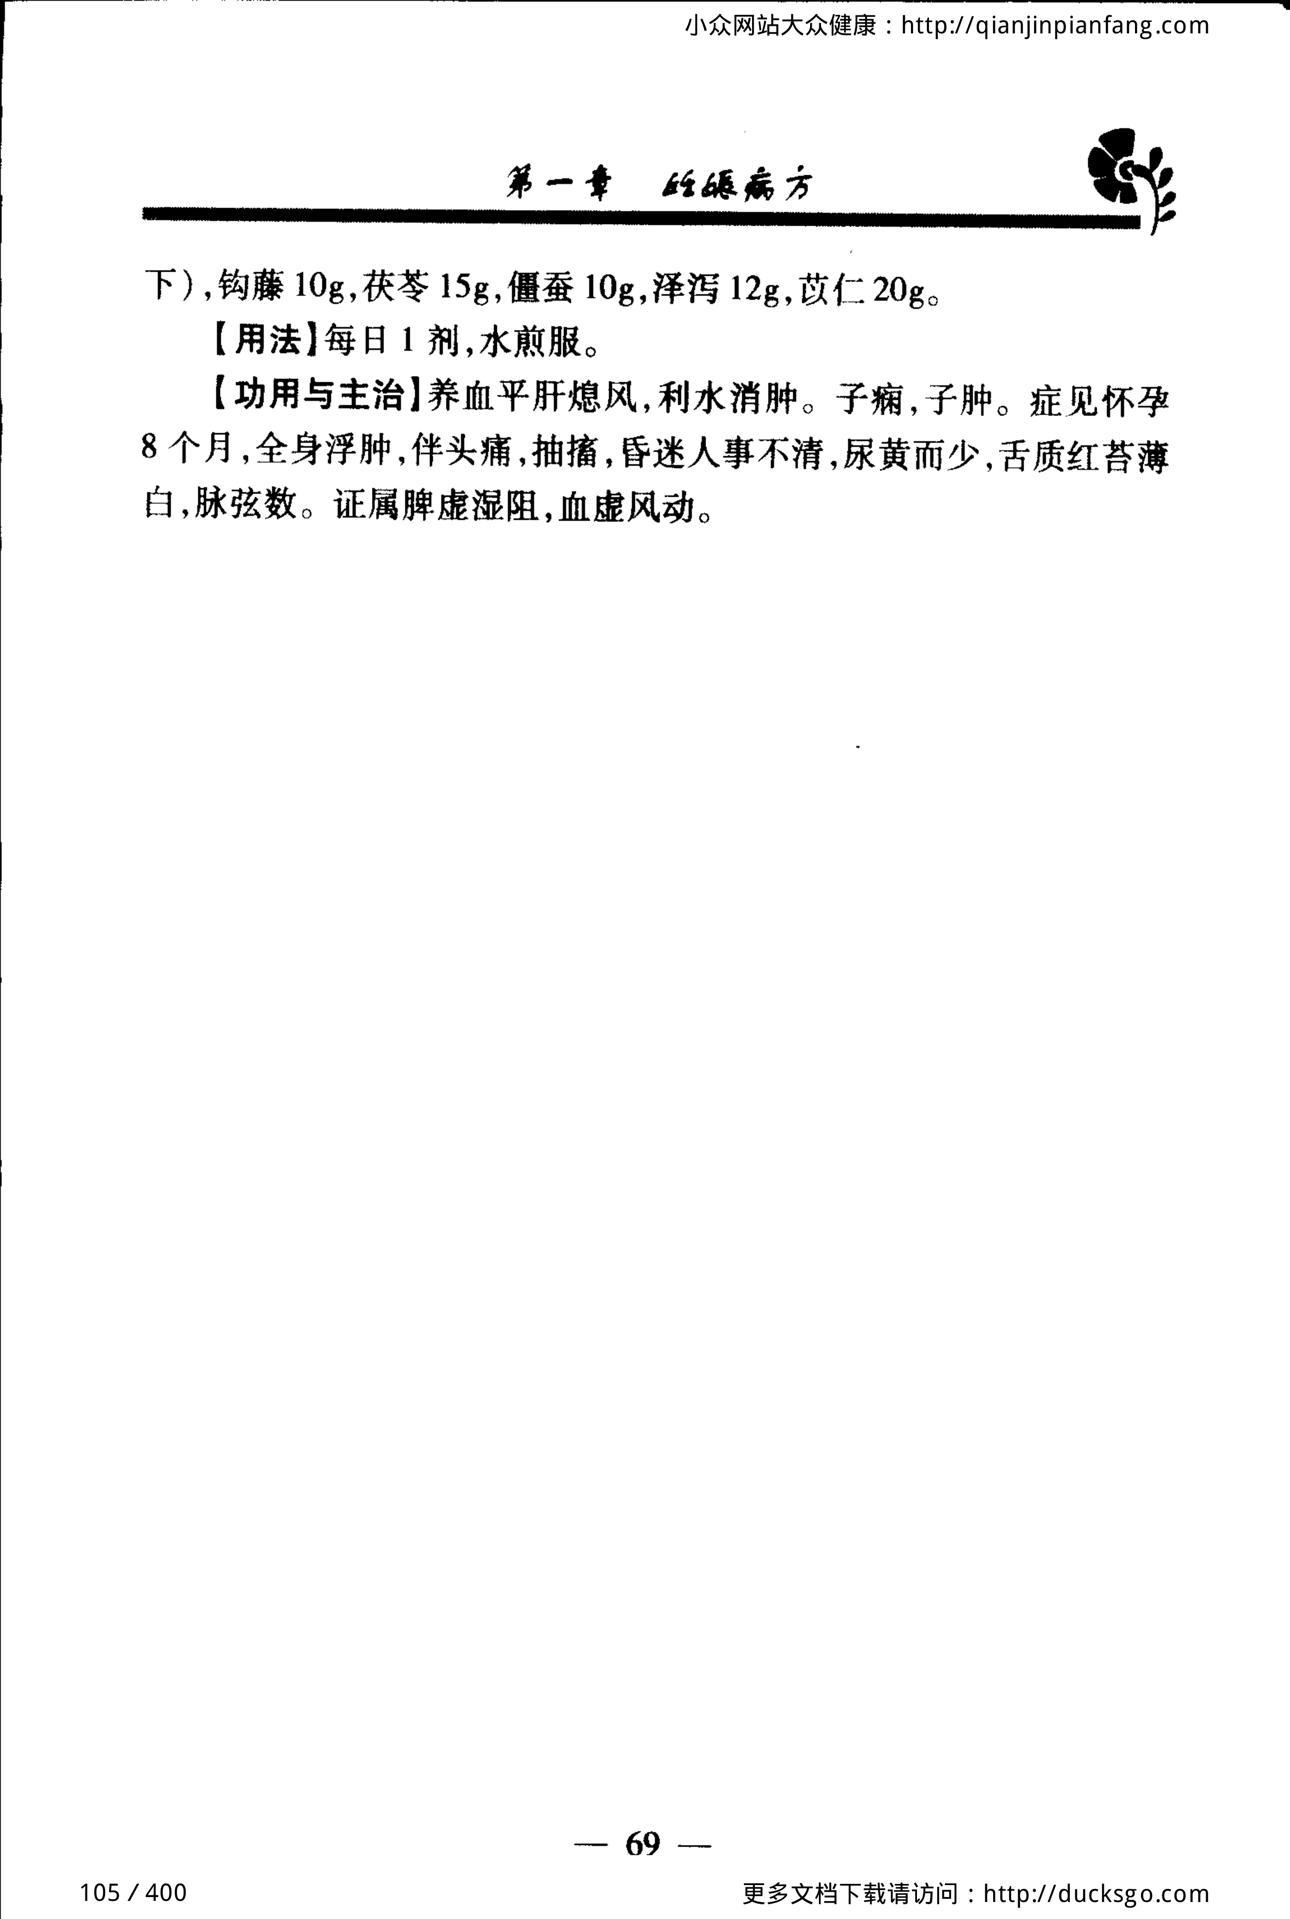 小众网站大众健康：http://qianjinpianfang.com
第一章 妊娠病方
下），钩藤 10g，茯苓 15g，僵蚕 10g，泽泻 12g，苡仁 20g。
【用法】每日 1 剂，水煎服。
【功用与主治】养血平肝熄风，利水消肿。子痫，子肿。症见怀孕
8 个月，全身浮肿，伴头痛，抽搐，昏迷人事不清，尿黄而少，舌质红苔薄
白，脉弦数。证属脾虚湿阻，血虚风动。
— 69 —
105 / 400
更多文档下载请访问：http://ducksgo.com